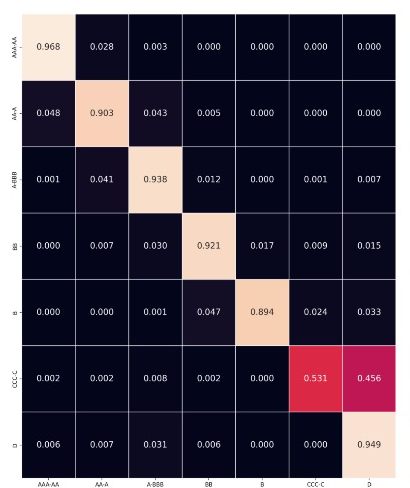 AAA-AA 0.968 0.028 0.003 0.000 0.000 0.000 0.000
AA-A 0.048 0.903 0.043 0.005 0.000 0.000 0.000
A-BBB 0.001 0.041 0.938 0.012 0.000 0.001 0.007
BB 0.000 0.007 0.030 0.921 0.017 0.009 0.015
B 0.000 0.000 0.001 0.047 0.894 0.024 0.033
CCC-C 0.002 0.002 0.008 0.002 0.000 0.531 0.456
D 0.006 0.007 0.031 0.006 0.000 0.000 0.949
AAA-AA AA-A A-BBB BB B CCC-C D